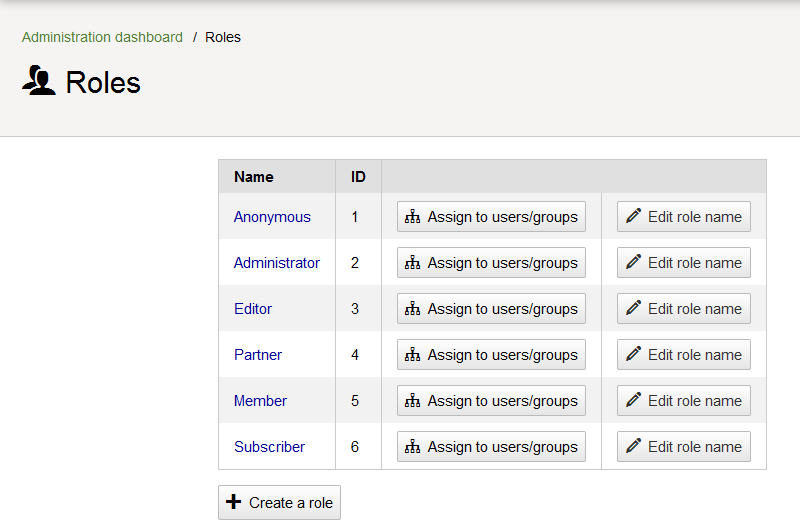 Administration dashboard / Roles
Roles
Name ID
Anonymous 1 Assign to users/groups Edit role name
Administrator 2 Assign to users/groups Edit role name
Editor 3 Assign to users/groups Edit role name
Partner 4 Assign to users/groups Edit role name
Member 5 Assign to users/groups Edit role name
Subscriber 6 Assign to users/groups Edit role name
Create a role